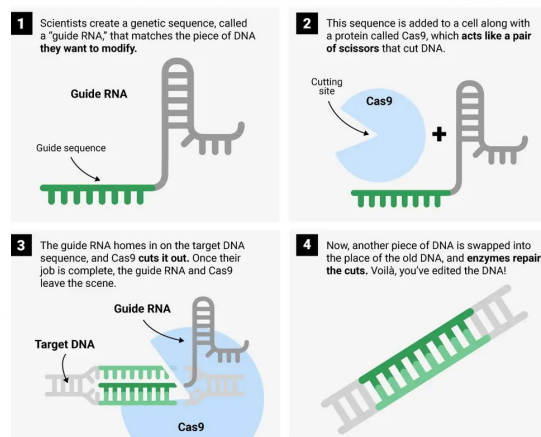 1
Scientists create a genetic sequence, called
a “guide RNA,” that matches the piece of DNA
they want to modify.
Guide RNA
Guide sequence
2
This sequence is added to a cell along with
a protein called Cas9, which acts like a pair
of scissors that cut DNA.
Cutting
site
Cas9
+
3
The guide RNA homes in on the target DNA
sequence, and Cas9 cuts it out. Once their
job is complete, the guide RNA and Cas9
leave the scene.
Guide RNA
Target DNA
Cas9
4
Now, another piece of DNA is swapped into
the place of the old DNA, and enzymes repair
the cuts. Voilà, you’ve edited the DNA!